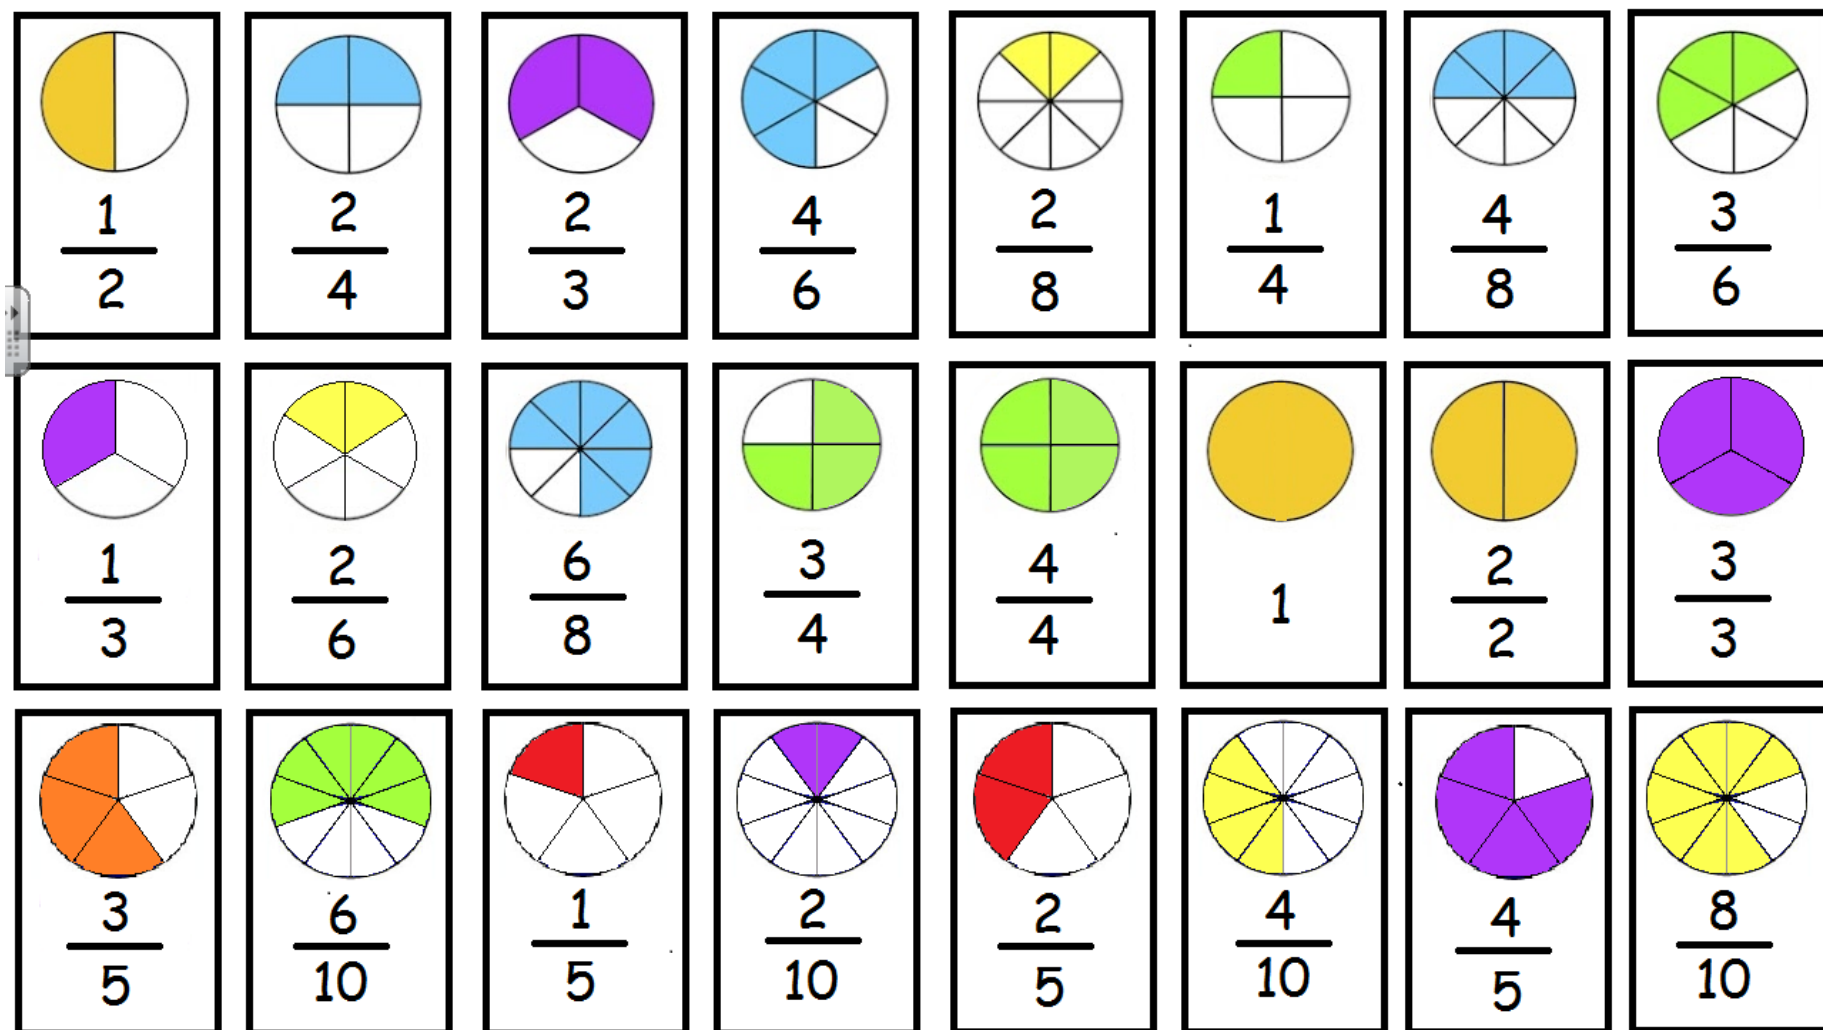 1 2 2 4 2 1 4 3
2 4 3 6 8 4 8 6
1 2 6 3 4 1 2 3
3 6 8 4 4 2 3
3 6 1 2 2 4 4 8
5 10 5 10 5 10 5 10